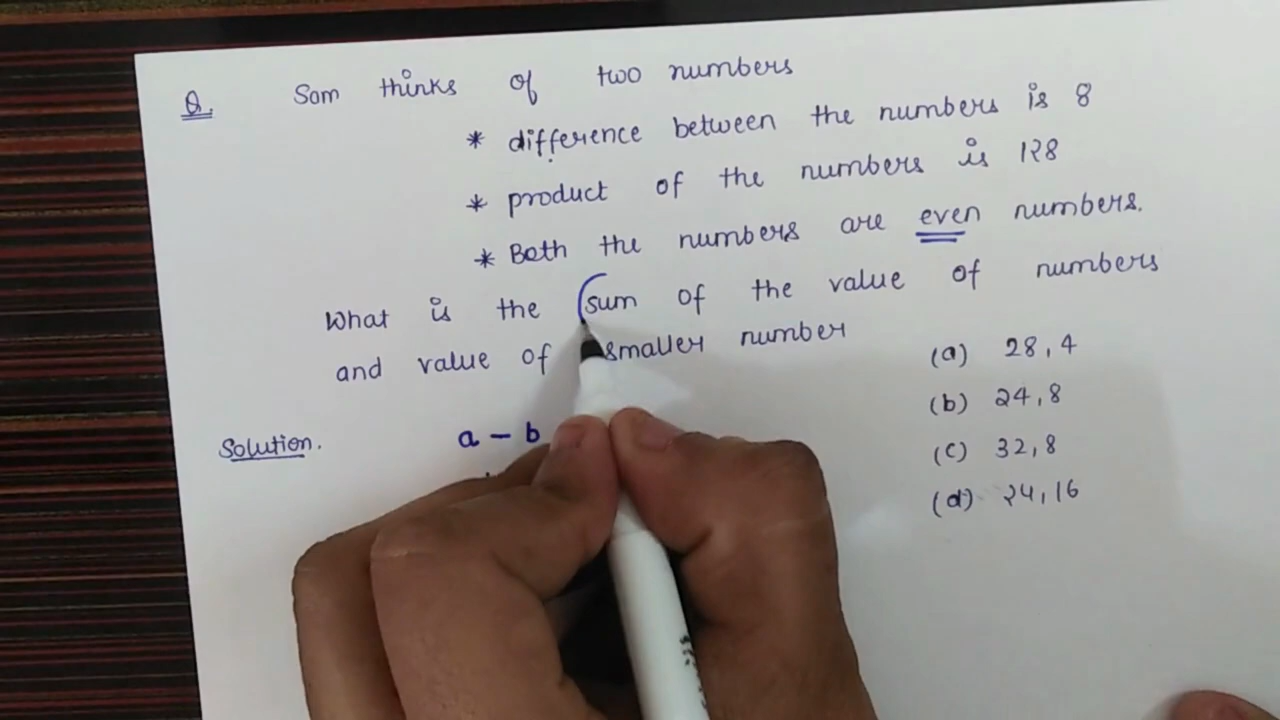 Q. Som thinks of two numbers
* difference between the numbers is 8
* product of the numbers is 128
* Both the numbers are even numbers.
What is the (sum of the value of numbers
and value of smaller number
(a) 28, 4
(b) 24, 8
(c) 32, 8
(d) 24, 16
Solution. a - b